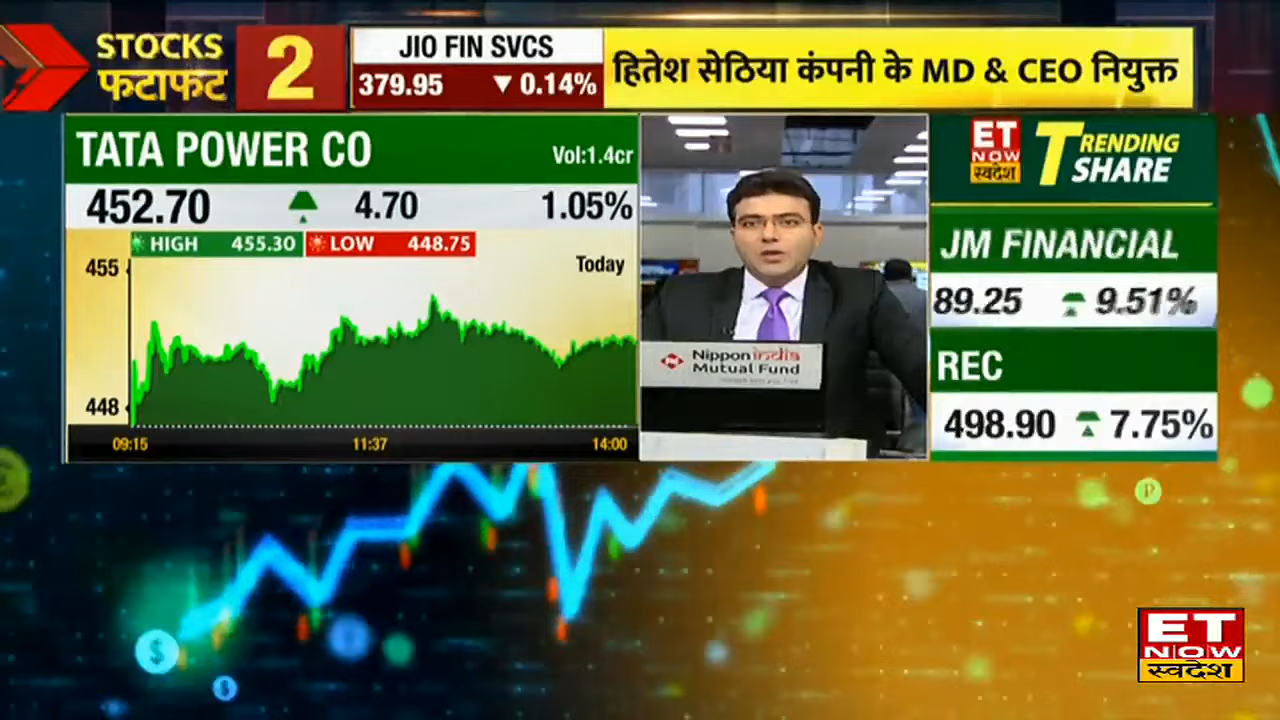 STOCKS
फटाफट
2
JIO FIN SVCS
379.95 ▼0.14%
हितेश सेठिया कंपनी के MD & CEO नियुक्त
TATA POWER CO Vol:1.4cr
452.70 4.70 1.05%
HIGH 455.30 LOW 448.75
455
Today
448
09:15 11:37 14:00
Nippon india
Mutual Fund
ET
NOW
स्वदेश
TRENDING
SHARE
JM FINANCIAL
89.25 9.51%
REC
498.90 7.75%
$
$
P
ET
NOW
स्वदेश